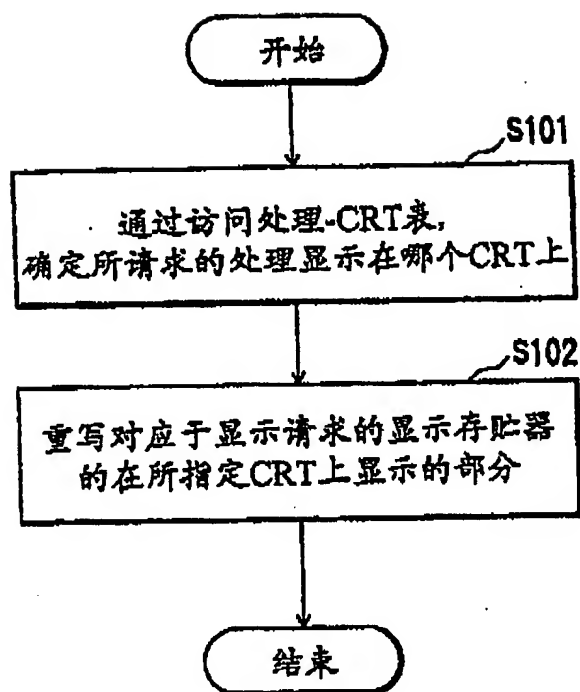 开始
S101
通过访问处理-CRT表,
确定所请求的处理显示在哪个CRT上
S102
重写对应于显示请求的显示存贮器
的在所指定CRT上显示的部分
结束